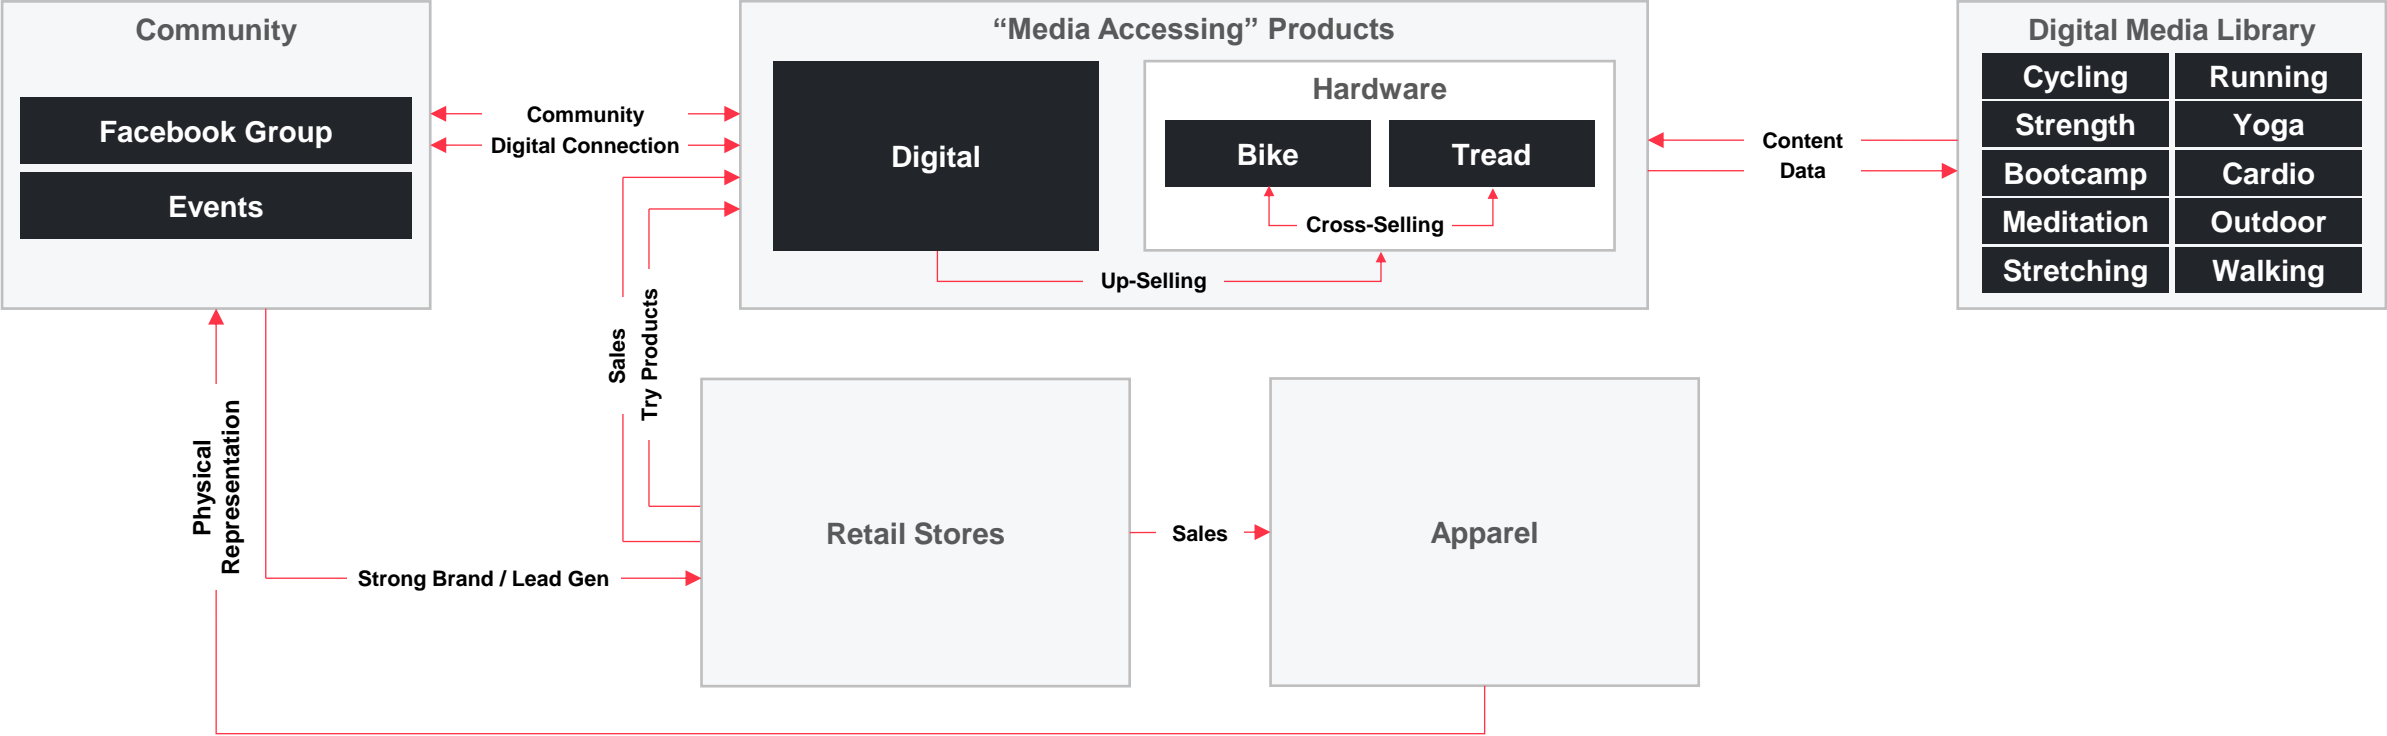 Community
Facebook Group
Events
Community
Digital Connection
“Media Accessing” Products
Digital
Hardware
Bike
Tread
Cross-Selling
Up-Selling
Content
Data
Digital Media Library
Cycling
Running
Strength
Yoga
Bootcamp
Cardio
Meditation
Outdoor
Stretching
Walking
Sales
Try Products
Physical
Representation
Strong Brand / Lead Gen
Retail Stores
Sales
Apparel